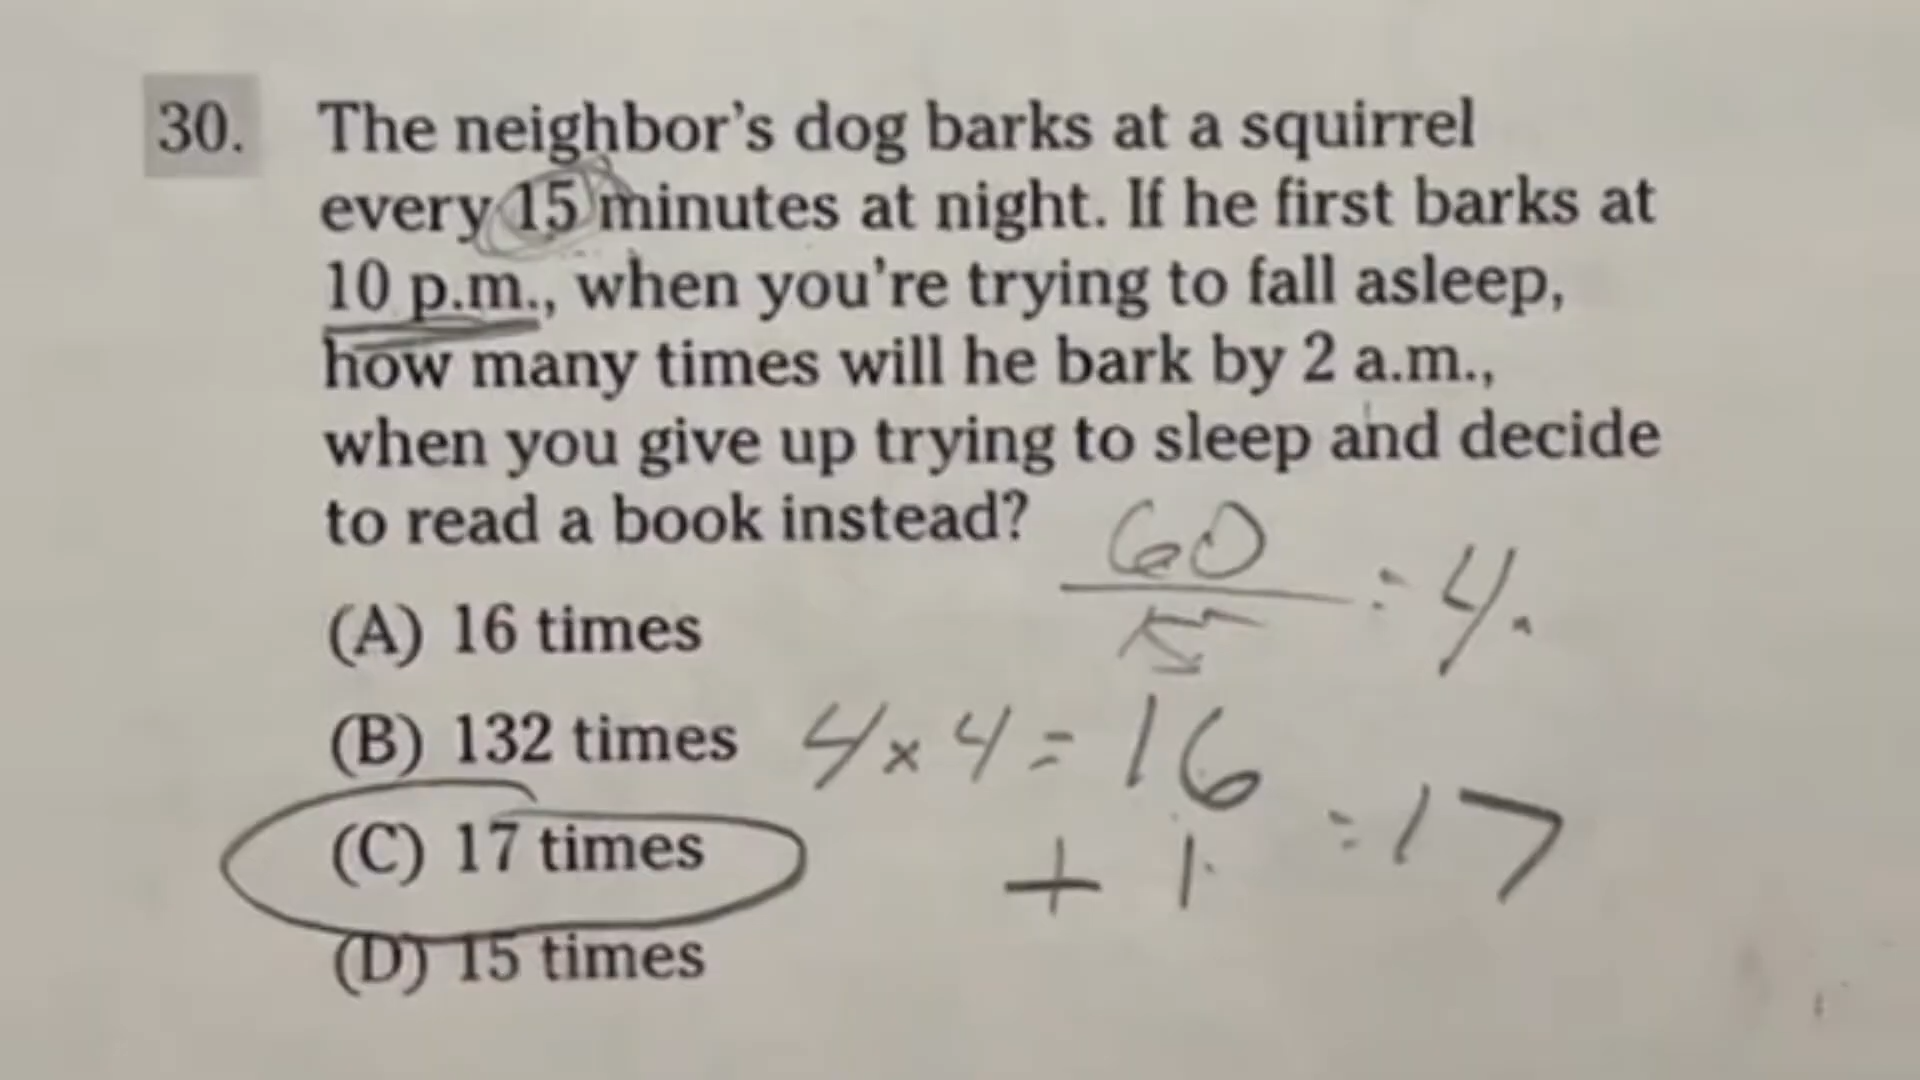 30. The neighbor's dog barks at a squirrel
every 15 minutes at night. If he first barks at
10 p.m., when you're trying to fall asleep,
how many times will he bark by 2 a.m.,
when you give up trying to sleep and decide
to read a book instead?
60
= 4.
15
(A) 16 times
(B) 132 times
4 x 4 = 16
+ 1 = 17
(C) 17 times
(D) 15 times